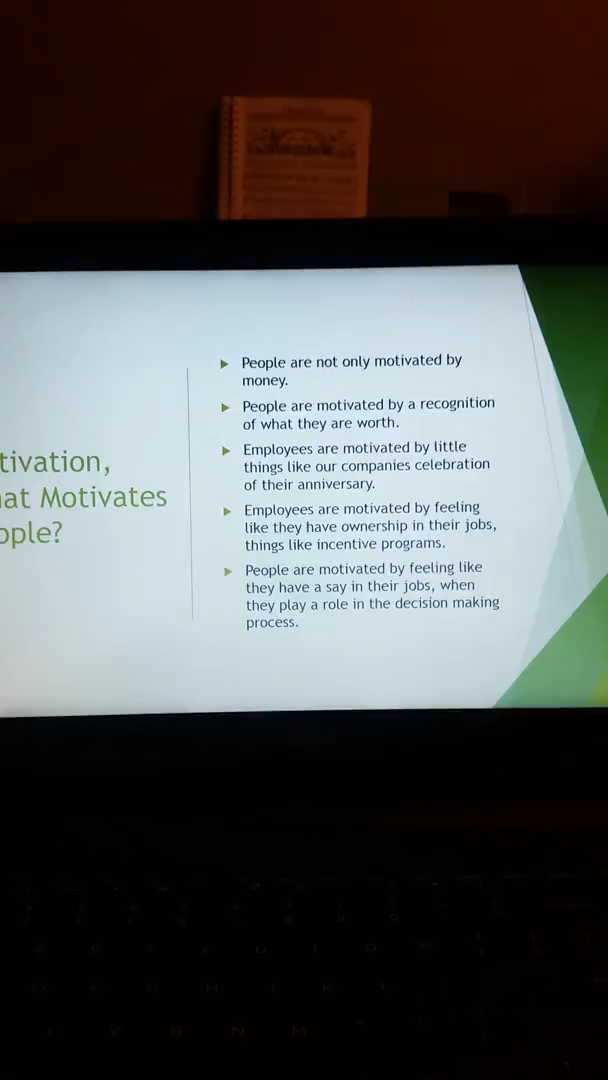 tivation,
at Motivates
ople?
People are not only motivated by
money.
People are motivated by a recognition
of what they are worth.
Employees are motivated by little
things like our companies celebration
of their anniversary.
Employees are motivated by feeling
like they have ownership in their jobs,
things like incentive programs.
People are motivated by feeling like
they have a say in their jobs, when
they play a role in the decision making
process.